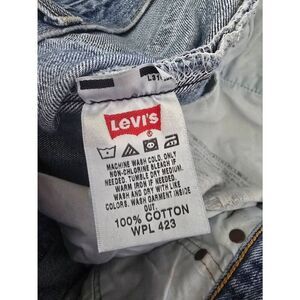 LEVI'S
MACHINE WASH COLD, ONLY
NON-CHLORINE BLEACH IF
NEEDED. TUMBLE DRY MEDIUM.
WARM IRON IF NEEDED.
WASH AND DRY WITH LIKE
COLORS. WASH GARMENT INSIDE
OUT.
100% COTTON
WPL 423